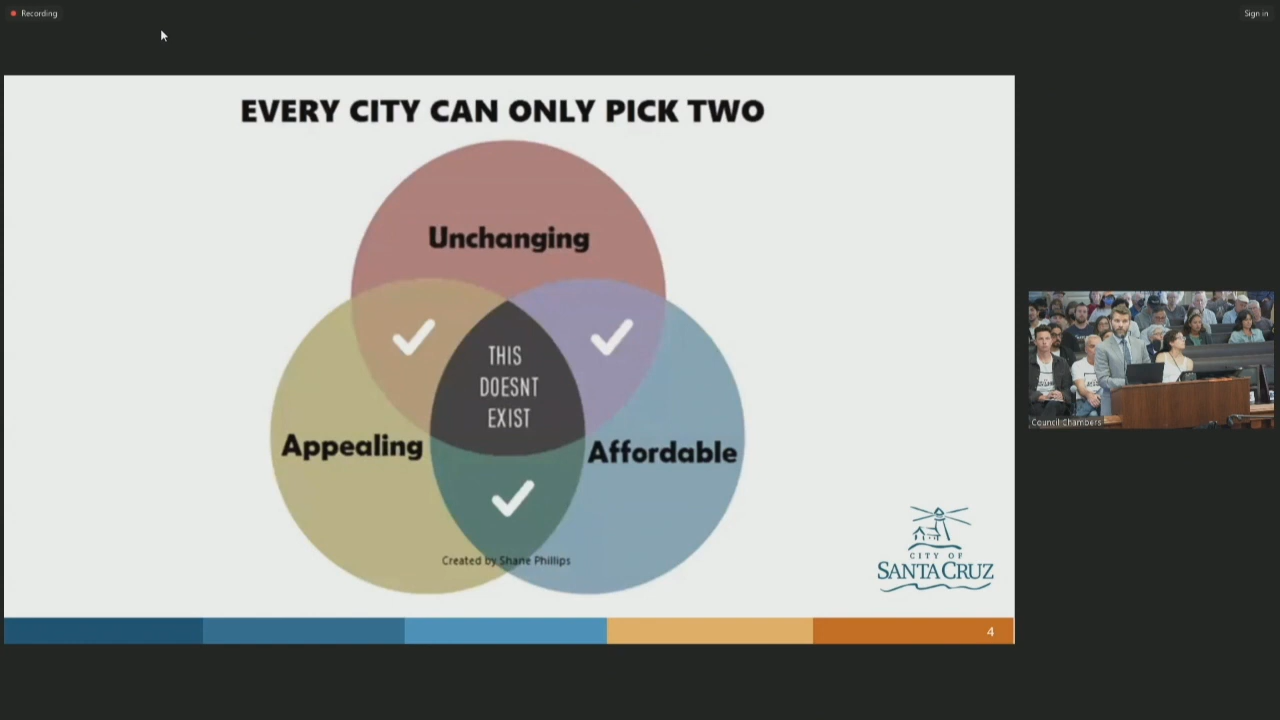 Recording
Sign in
EVERY CITY CAN ONLY PICK TWO
Unchanging
THIS
DOESNT
EXIST
Appealing
Affordable
Created by Shane Phillips
CITY OF
SANTA CRUZ
4
Council Chambers